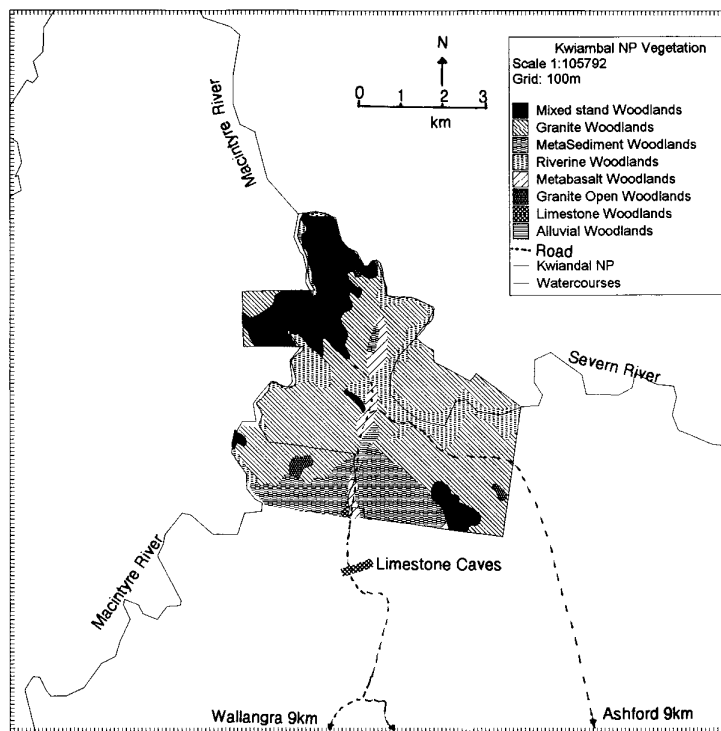 Kwiambal NP Vegetation
Scale 1:105792
Grid: 100m
Mixed stand Woodlands
Granite Woodlands
MetaSediment Woodlands
Riverine Woodlands
Metabasalt Woodlands
Granite Open Woodlands
Limestone Woodlands
Alluvial Woodlands
Road
Kwiandal NP
Watercourses
N
0 1 2 3
km
Macintyre River
Severn River
Macintyre River
Limestone Caves
Wallangra 9km
Ashford 9km